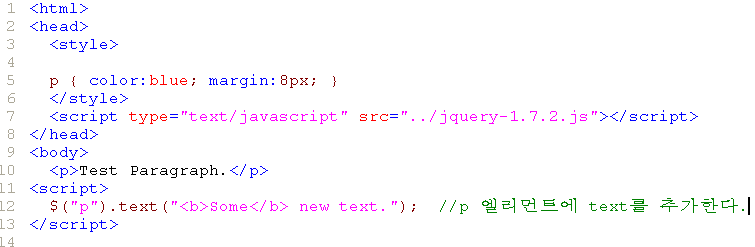 1 <html>
2 <head>
3 <style>
4
5 p { color:blue; margin:8px; }
6 </style>
7 <script type="text/javascript" src="../jquery-1.7.2.js"></script>
8 </head>
9 <body>
10 <p>Test Paragraph.</p>
11 <script>
12 $("p").text("<b>Some</b> new text."); //p 엘리먼트에 text를 추가한다.
13 </script>
14